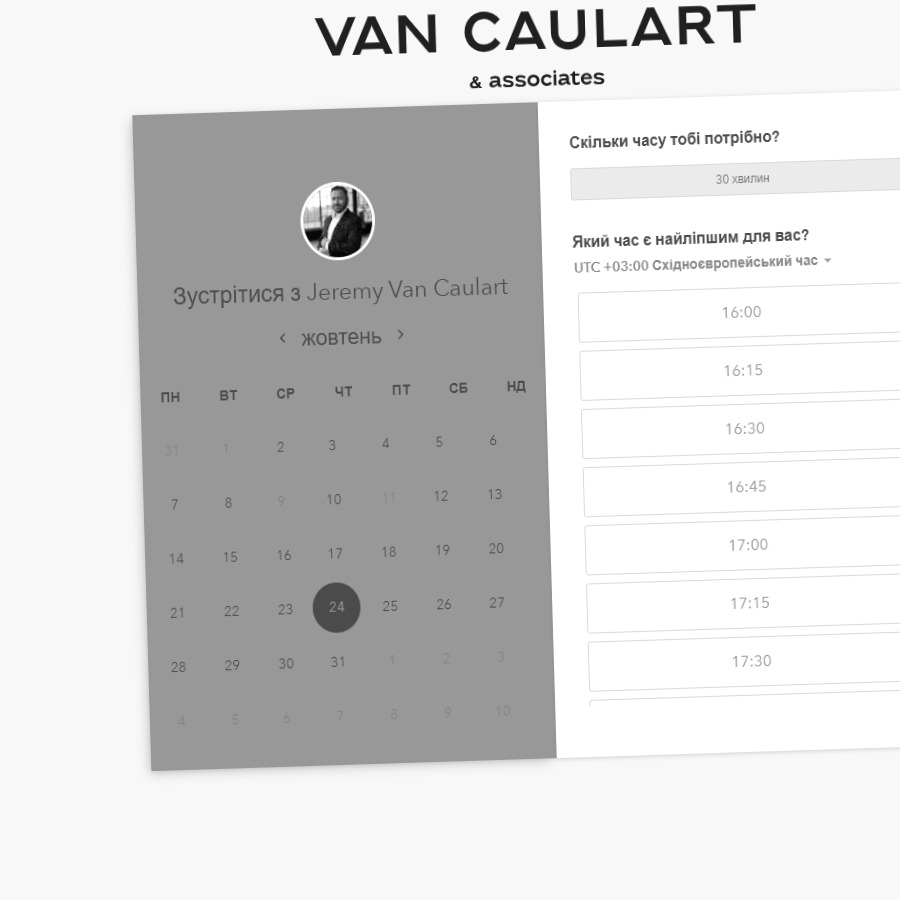 VAN CAULART
& associates
Зустрітися з Jeremy Van Caulart
жовтень
ПН ВТ СР ЧТ ПТ СБ НД
31 1 2 3 4 5 6
7 8 9 10 11 12 13
14 15 16 17 18 19 20
21 22 23 24 25 26 27
28 29 30 31 1 2 3
4 5 6 7 8 9 10
Скільки часу тобі потрібно?
30 хвилин
Який час є найліпшим для вас?
UTC +03:00 Східноєвропейський час
16:00
16:15
16:30
16:45
17:00
17:15
17:30